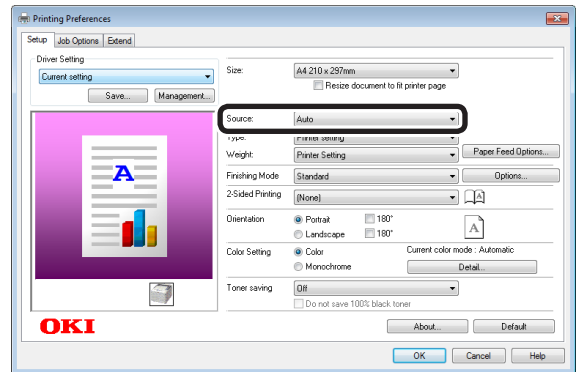 Printing Preferences
Setup Job Options Extend
Driver Setting
Current setting
Save... Management...
Size: A4 210 x 297mm
Resize document to fit printer page
Source: Auto
Type: Printer setting
Weight: Printer Setting Paper Feed Options...
Finishing Mode Standard Options...
2-Sided Printing (None) A
Orientation Portrait 180°
Landscape 180°
A
Color Setting Color Current color mode : Automatic
Monochrome Detail...
Toner saving Off
Do not save 100% black toner
A
OKI
About... Default
OK Cancel Help